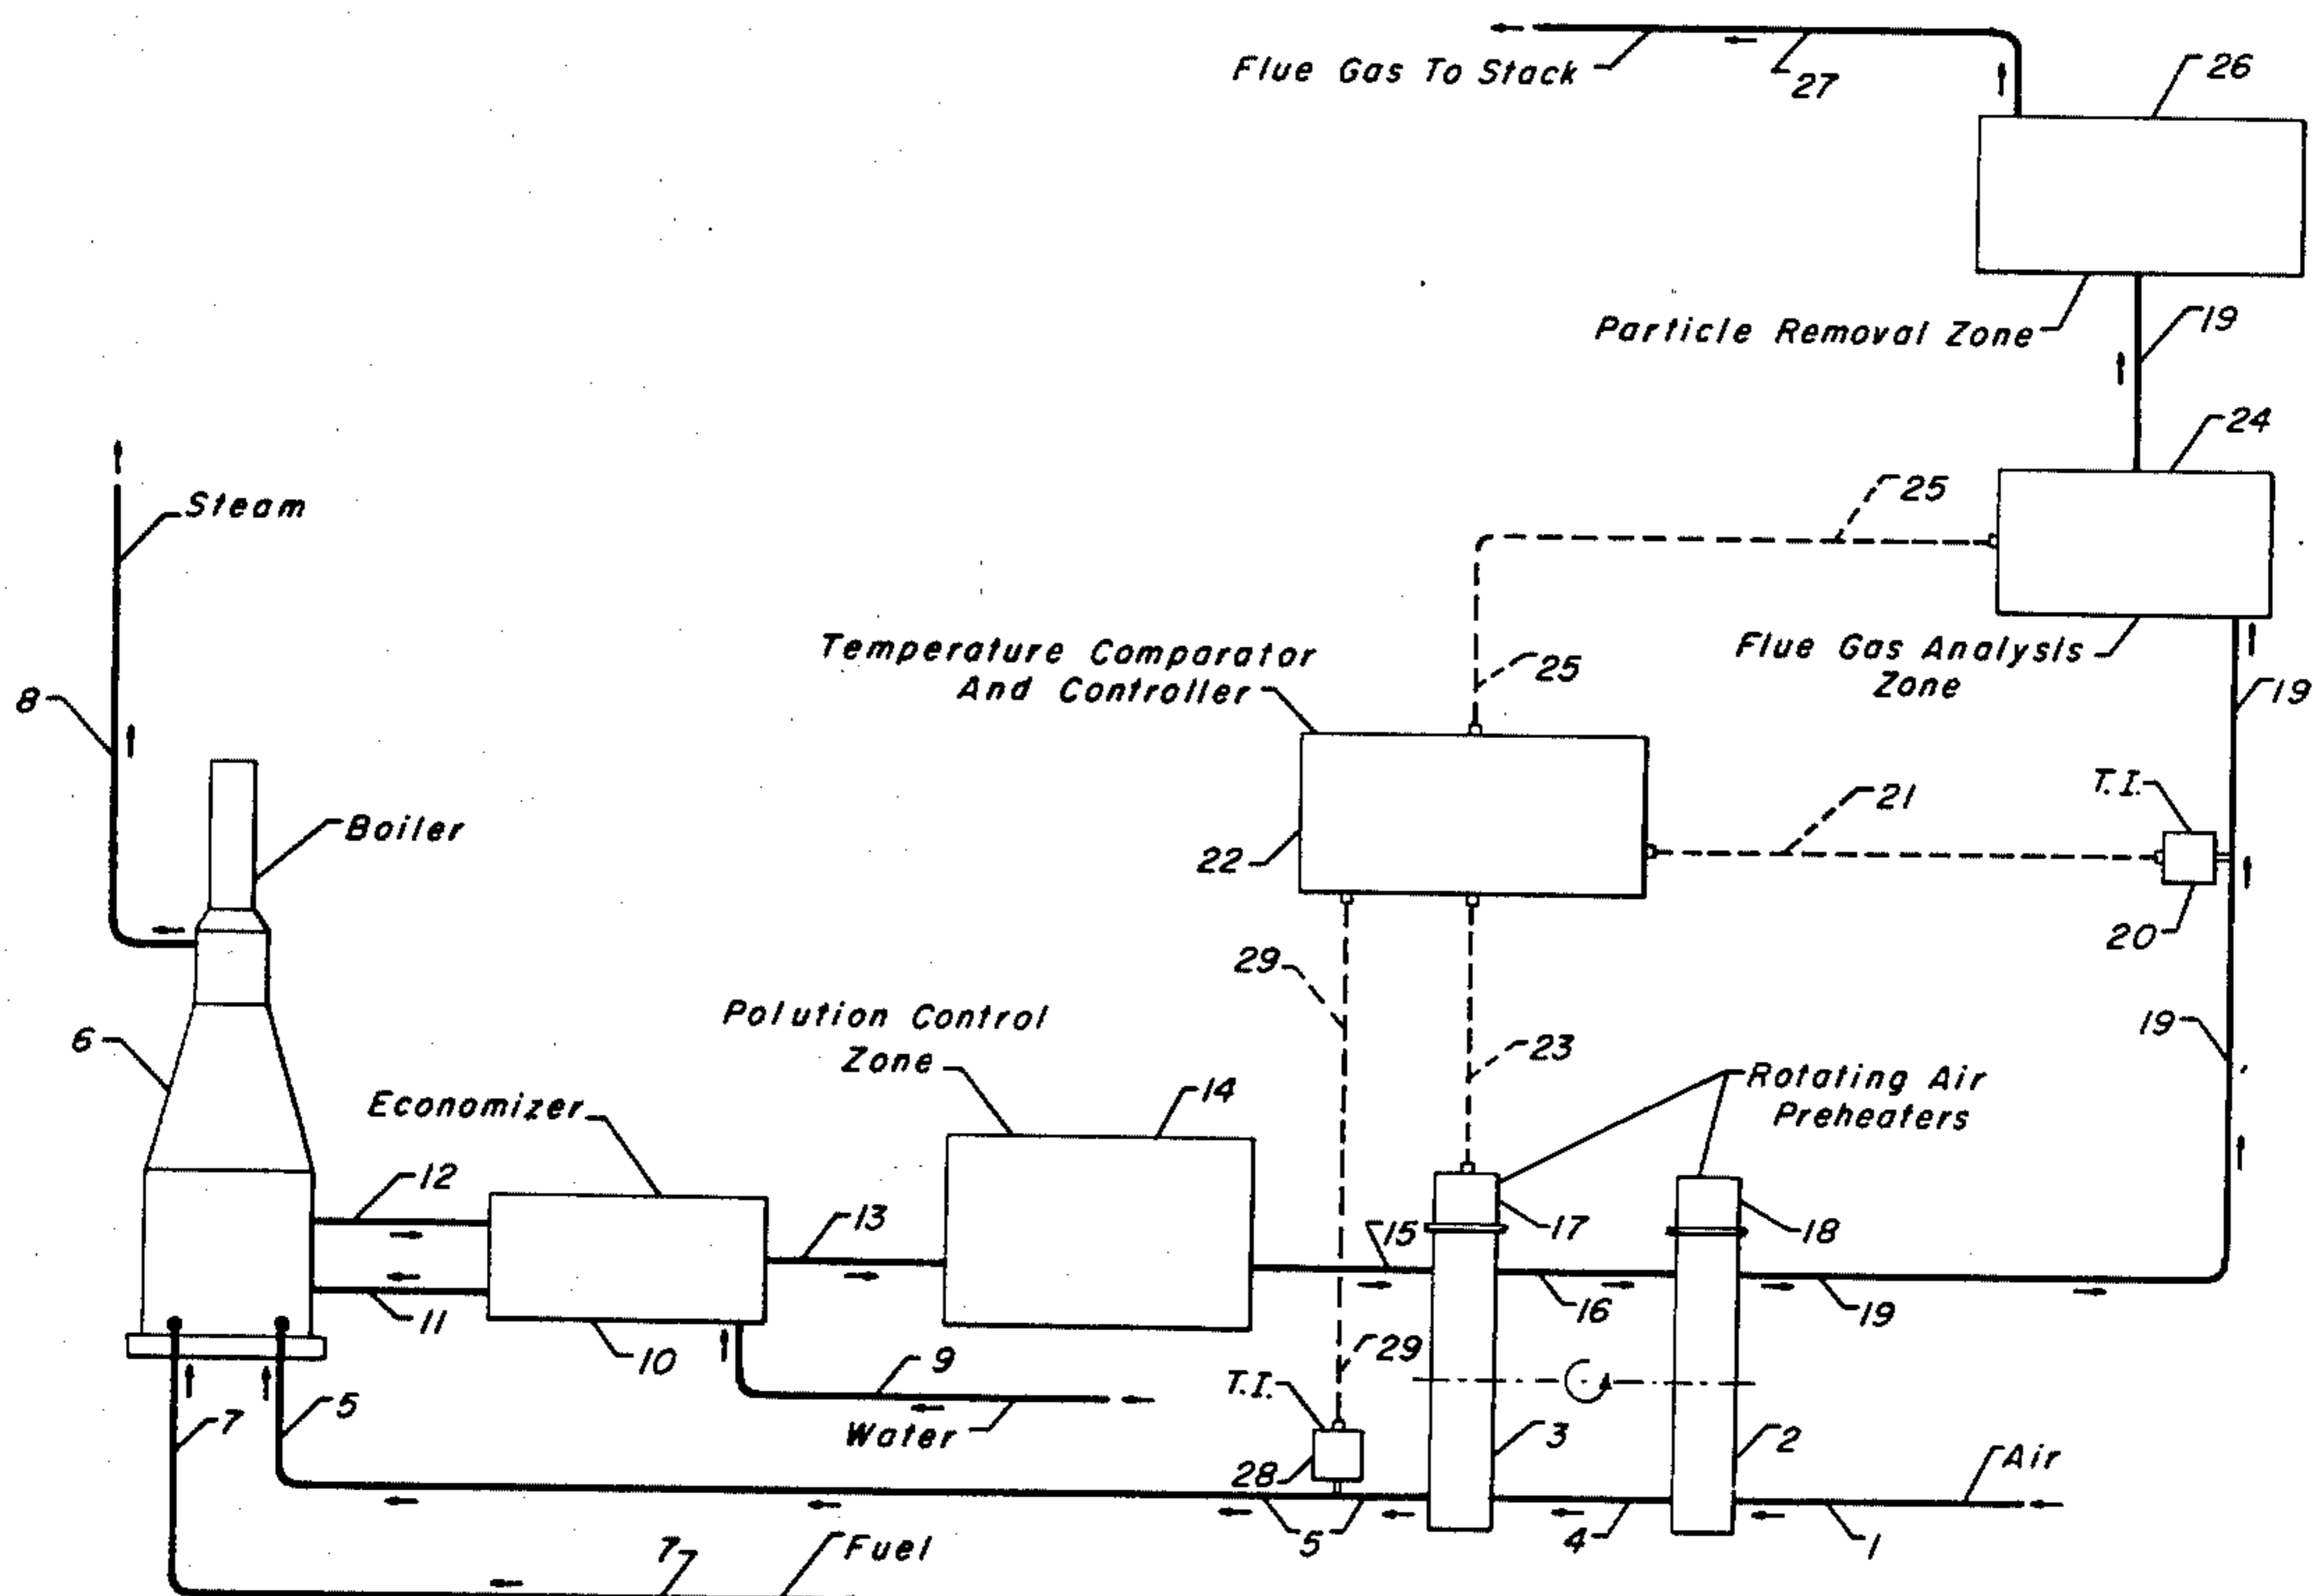 Flue Gas To Stack
27
26
Particle Removal Zone
19
24
25
Steam
Flue Gas Analysis
Zone
Temperature Comparator
And Controller
25
19
8
T.I.
21
Boiler
22
20
29
Polution Control
Zone
19
6
23
Rotating Air
Preheaters
Economizer
14
12
13
15
17
18
11
16
19
10
9
29
T.I.
7
5
Water
3
2
28
Air
5
4
1
7
Fuel